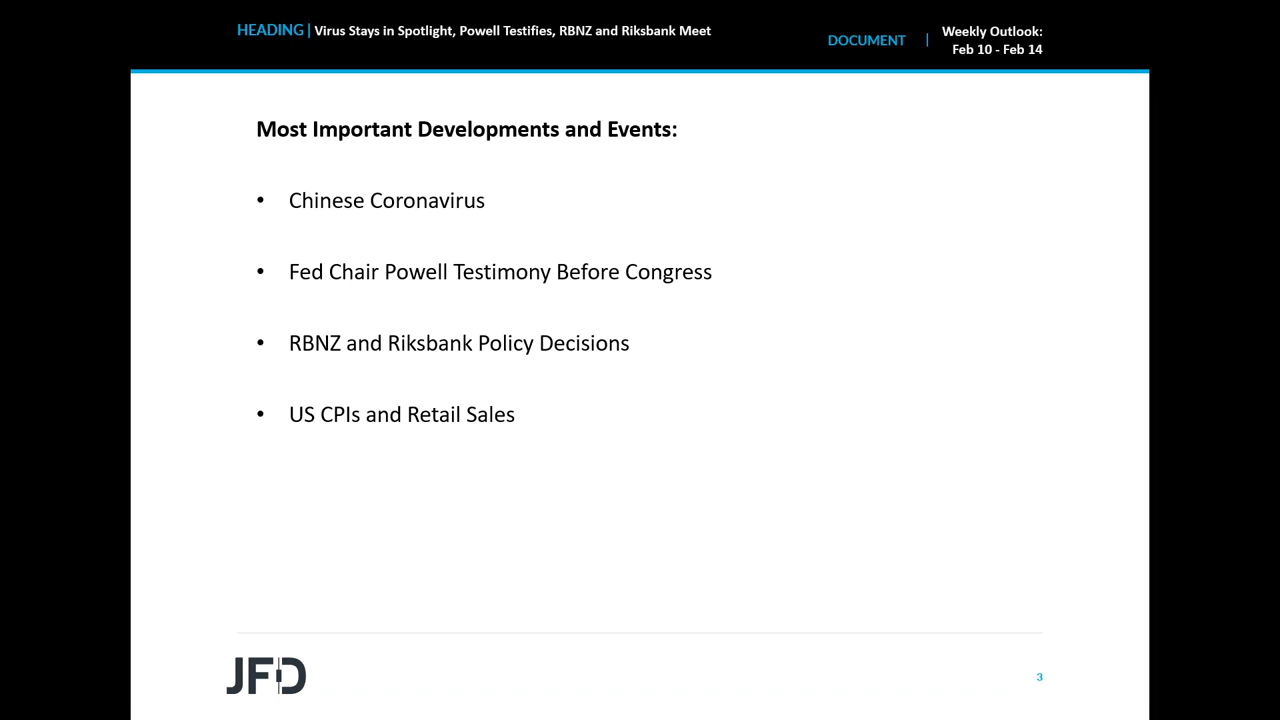 HEADING | Virus Stays in Spotlight, Powell Testifies, RBNZ and Riksbank Meet
DOCUMENT | Weekly Outlook:
Feb 10 - Feb 14
Most Important Developments and Events:
• Chinese Coronavirus
• Fed Chair Powell Testimony Before Congress
• RBNZ and Riksbank Policy Decisions
• US CPIs and Retail Sales
JFD
3